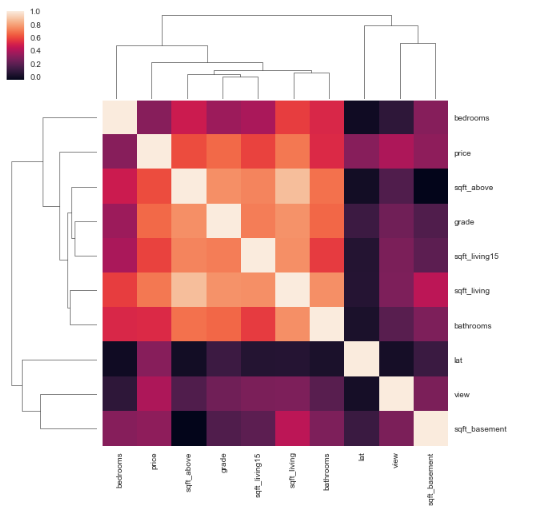 1.0
0.8
0.6
0.4
0.2
0.0
bedrooms
price
sqft_above
grade
sqft_living15
sqft_living
bathrooms
lat
view
sqft_basement
bedrooms
price
sqft_above
grade
sqft_living15
sqft_living
bathrooms
lat
view
sqft_basement